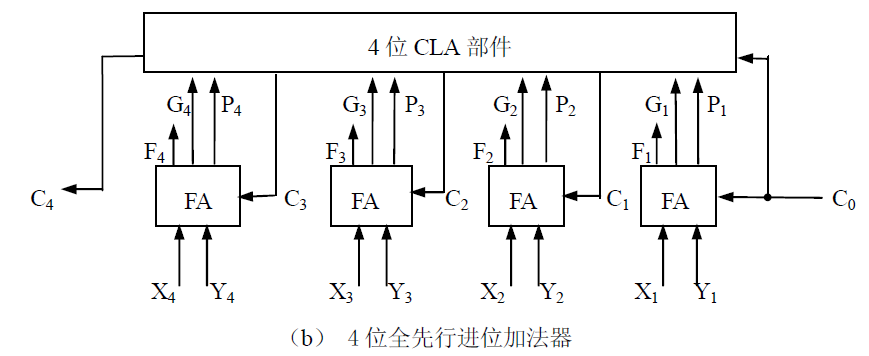 4 位 CLA 部件
G4 P4 G3 P3 G2 P2 G1 P1
F4 F3 F2 F1
C4 FA C3 FA C2 FA C1 FA C0
X4 Y4 X3 Y3 X2 Y2 X1 Y1
（b） 4 位全先行进位加法器